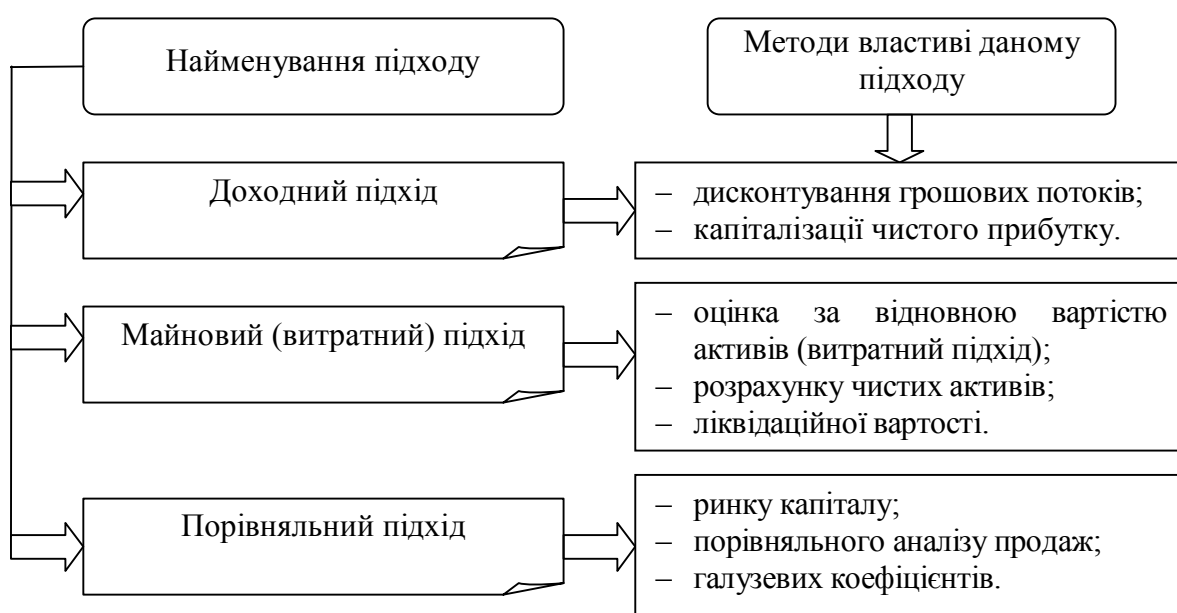 Найменування підходу
Методи властиві даному
підходу
Доходний підхід
– дисконтування грошових потоків;
– капіталізації чистого прибутку.
Майновий (витратний) підхід
– оцінка за відновною вартістю
активів (витратний підхід);
– розрахунку чистих активів;
– ліквідаційної вартості.
Порівняльний підхід
– ринку капіталу;
– порівняльного аналізу продаж;
– галузевих коефіцієнтів.